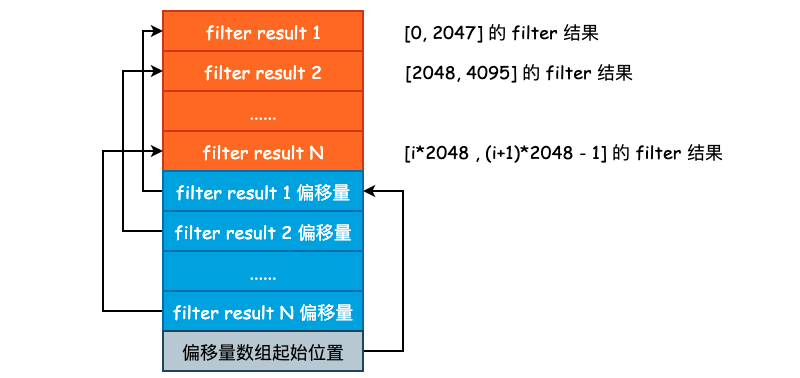 filter result 1
[0, 2047] 的 filter 结果
filter result 2
[2048, 4095] 的 filter 结果
......
filter result N
[i*2048 , (i+1)*2048 - 1] 的 filter 结果
filter result 1 偏移量
filter result 2 偏移量
......
filter result N 偏移量
偏移量数组起始位置